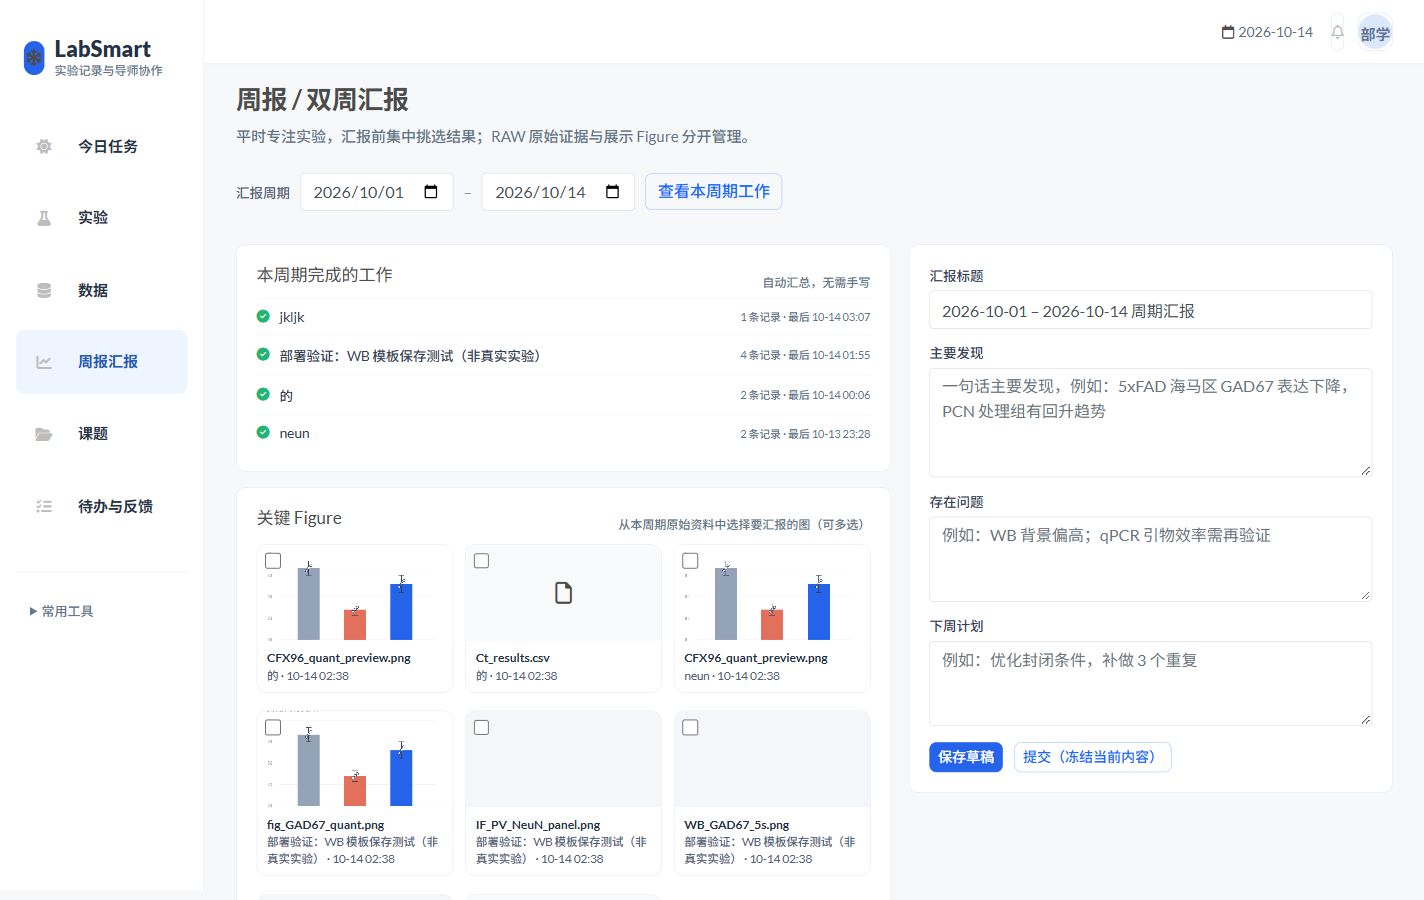 LabSmart
实验记录与导师协作
今日任务
实验
数据
周报汇报
课题
待办与反馈
常用工具
2026-10-14
部学
周报 / 双周汇报
平时专注实验，汇报前集中挑选结果；RAW 原始证据与展示 Figure 分开管理。
汇报周期
2026/10/01
–
2026/10/14
查看本周期工作
本周期完成的工作
自动汇总，无需手写
jkljk
1 条记录 · 最后 10-14 03:07
部署验证：WB 模板保存测试（非真实实验）
4 条记录 · 最后 10-14 01:55
的
2 条记录 · 最后 10-14 00:06
neun
2 条记录 · 最后 10-13 23:28
关键 Figure
从本周期原始资料中选择要汇报的图（可多选）
CFX96_quant_preview.png
的 · 10-14 02:38
Ct_results.csv
的 · 10-14 02:38
CFX96_quant_preview.png
neun · 10-14 02:38
fig_GAD67_quant.png
部署验证：WB 模板保存测试（非
真实实验） · 10-14 02:38
IF_PV_NeuN_panel.png
部署验证：WB 模板保存测试（非
真实实验） · 10-14 02:38
WB_GAD67_5s.png
部署验证：WB 模板保存测试（非
真实实验） · 10-14 02:38
汇报标题
2026-10-01 – 2026-10-14 周期汇报
主要发现
一句话主要发现，例如：5xFAD 海马区 GAD67 表达下降，
PCN 处理组有回升趋势
存在问题
例如：WB 背景偏高；qPCR 引物效率需再验证
下周计划
例如：优化封闭条件，补做 3 个重复
保存草稿
提交（冻结当前内容）